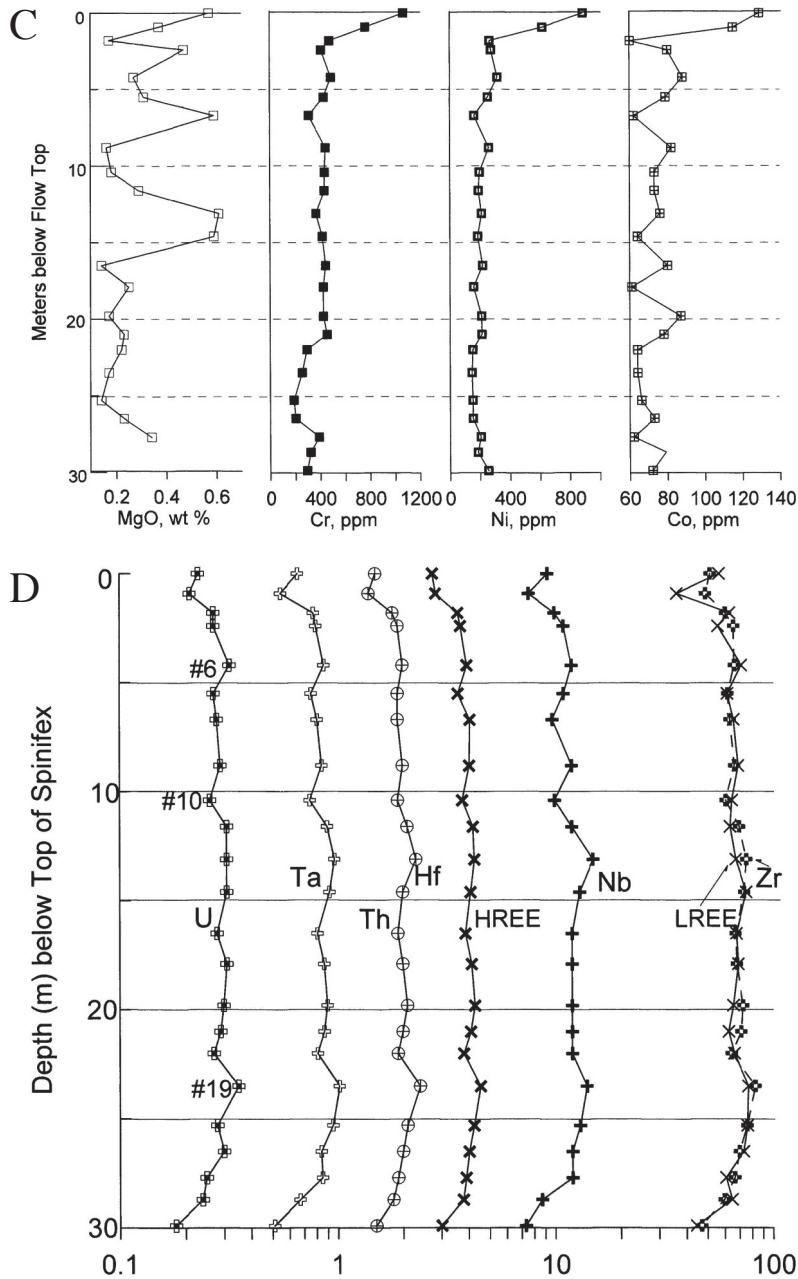 C
Meters below Flow Top
0
10
20
30
0.2 0.4 0.6
MgO, wt %
0 400 800 1200
Cr, ppm
0 400 800
Ni, ppm
60 80 100 120 140
Co, ppm
D
Depth (m) below Top of Spinifex
0
#6
10
#10
Ta Hf Nb Zr
U Th HREE LREE
20
#19
30
0.1 1 10 100